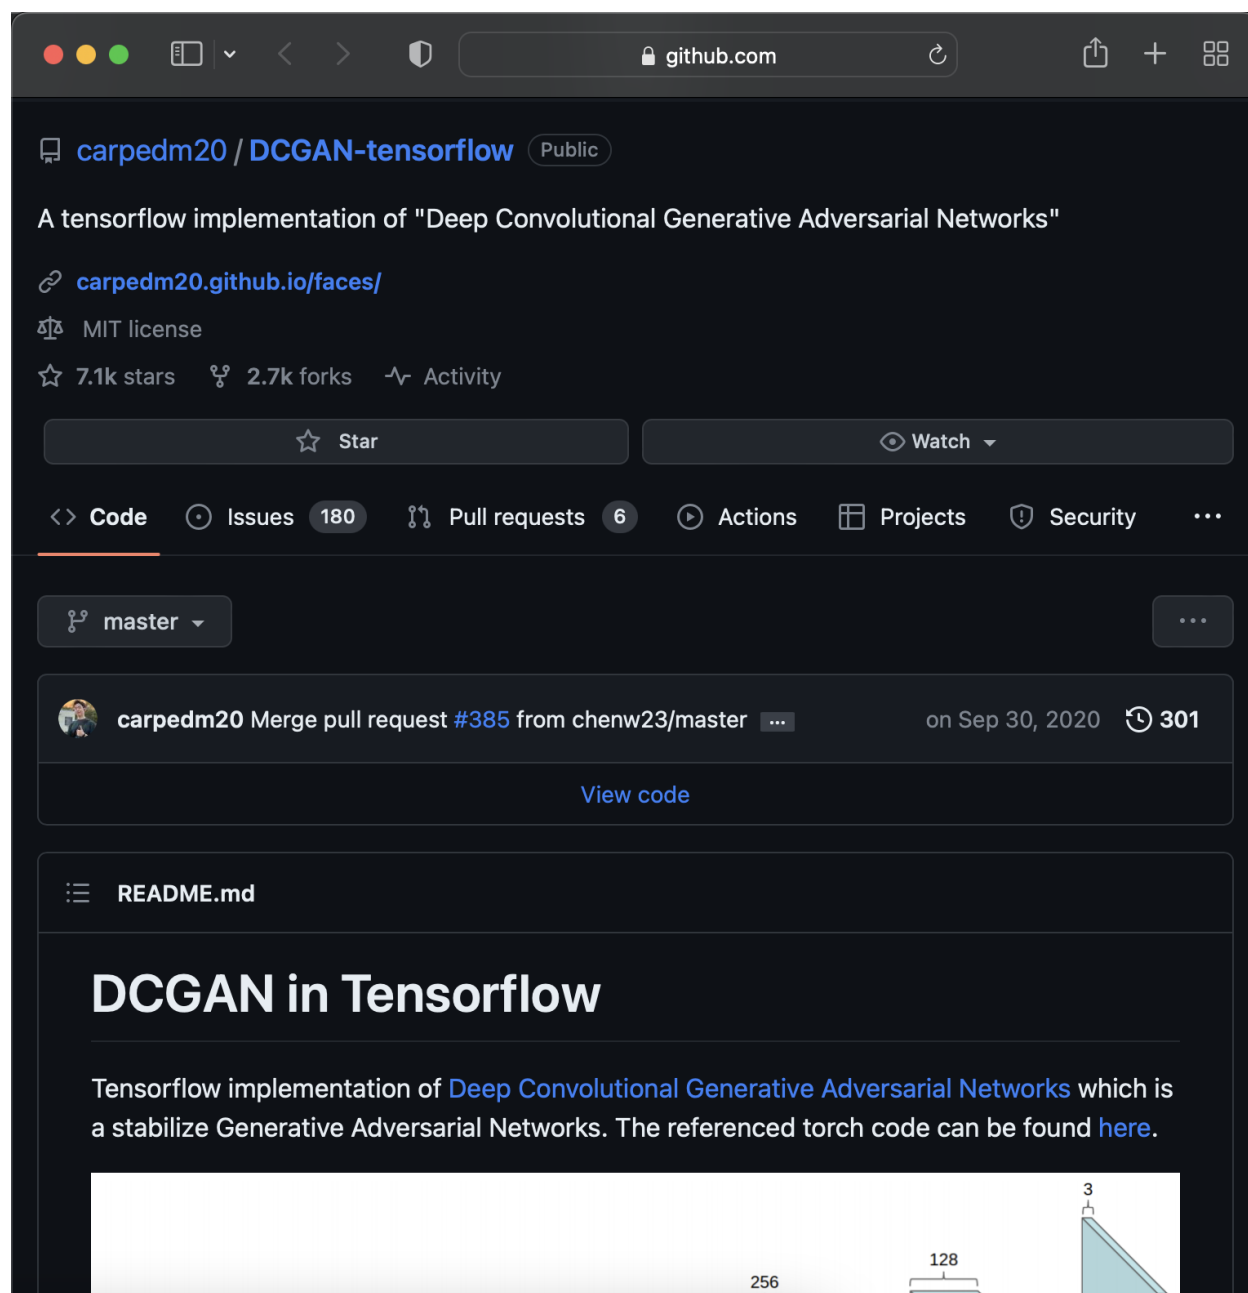 github.com
carpedm20 / DCGAN-tensorflow Public
A tensorflow implementation of "Deep Convolutional Generative Adversarial Networks"
carpedm20.github.io/faces/
MIT license
7.1k stars 2.7k forks Activity
Star Watch
Code Issues 180 Pull requests 6 Actions Projects Security ...
master ...
carpedm20 Merge pull request #385 from chenw23/master ... on Sep 30, 2020 301
View code
README.md
DCGAN in Tensorflow
Tensorflow implementation of Deep Convolutional Generative Adversarial Networks which is
a stabilize Generative Adversarial Networks. The referenced torch code can be found here.
3
128
256